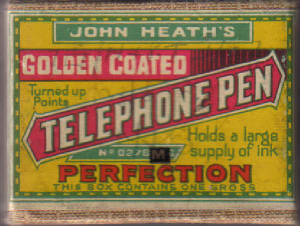 JOHN HEATH'S
GOLDEN COATED
Turned up
Points
TELEPHONE PEN
Holds a large
supply of ink
M
PERFECTION
THIS BOX CONTAINS ONE GROSS